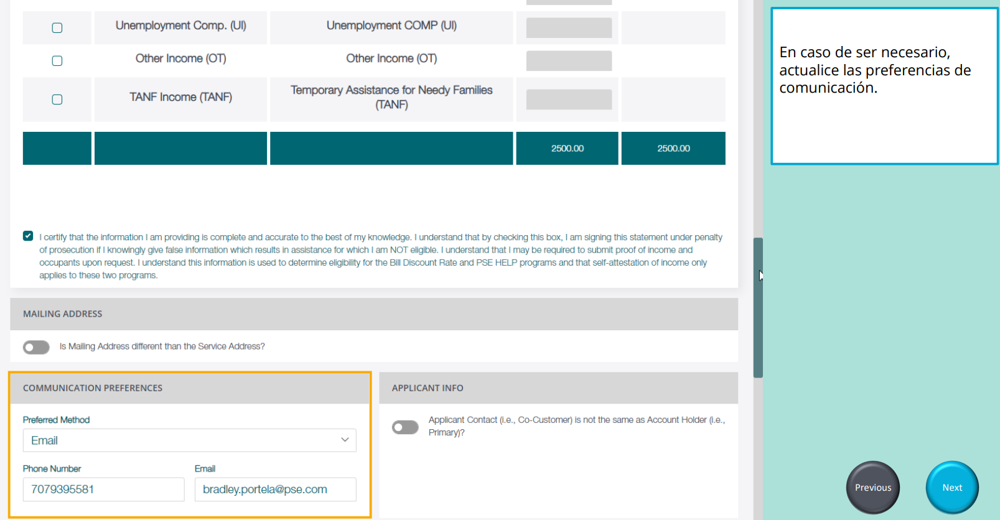 Unemployment Comp. (UI) Unemployment COMP (UI)
Other Income (OT) Other Income (OT)
TANF Income (TANF) Temporary Assistance for Needy Families
(TANF)
2500.00 2500.00
I certify that the information I am providing is complete and accurate to the best of my knowledge. I understand that by checking this box, I am signing this statement under penalty
of prosecution if I knowingly give false information which results in assistance for which I am NOT eligible. I understand that I may be required to submit proof of income and
occupants upon request. I understand this information is used to determine eligibility for the Bill Discount Rate and PSE HELP programs and that self-attestation of income only
applies to these two programs.
MAILING ADDRESS
Is Mailing Address different than the Service Address?
COMMUNICATION PREFERENCES
Preferred Method
Email
Phone Number Email
7079395581 bradley.portela@pse.com
APPLICANT INFO
Applicant Contact (i.e., Co-Customer) is not the same as Account Holder (i.e.,
Primary)?
En caso de ser necesario,
actualice las preferencias de
comunicación.
Previous Next